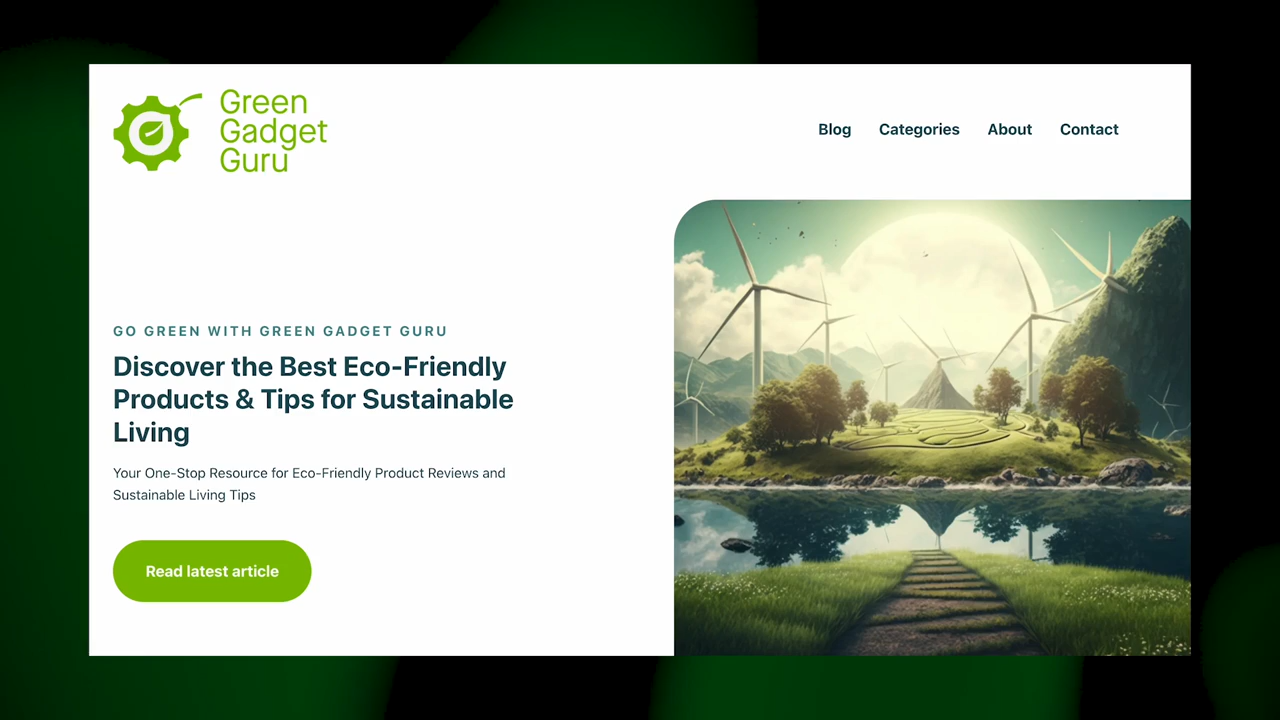 Green
Gadget
Guru
Blog Categories About Contact
GO GREEN WITH GREEN GADGET GURU
Discover the Best Eco-Friendly
Products & Tips for Sustainable
Living
Your One-Stop Resource for Eco-Friendly Product Reviews and
Sustainable Living Tips
Read latest article